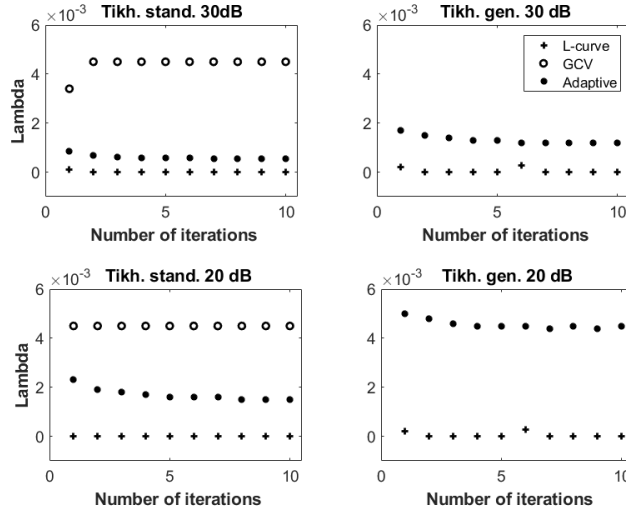 Tikh. stand. 30dB
×10⁻³
6
4
2
0
Lambda
0
5
10
Number of iterations
Tikh. gen. 30 dB
×10⁻³
6
4
2
0
L-curve
GCV
Adaptive
0
5
10
Number of iterations
Tikh. stand. 20 dB
×10⁻³
6
4
2
0
Lambda
0
5
10
Number of iterations
Tikh. gen. 20 dB
×10⁻³
6
4
2
0
0
5
10
Number of iterations